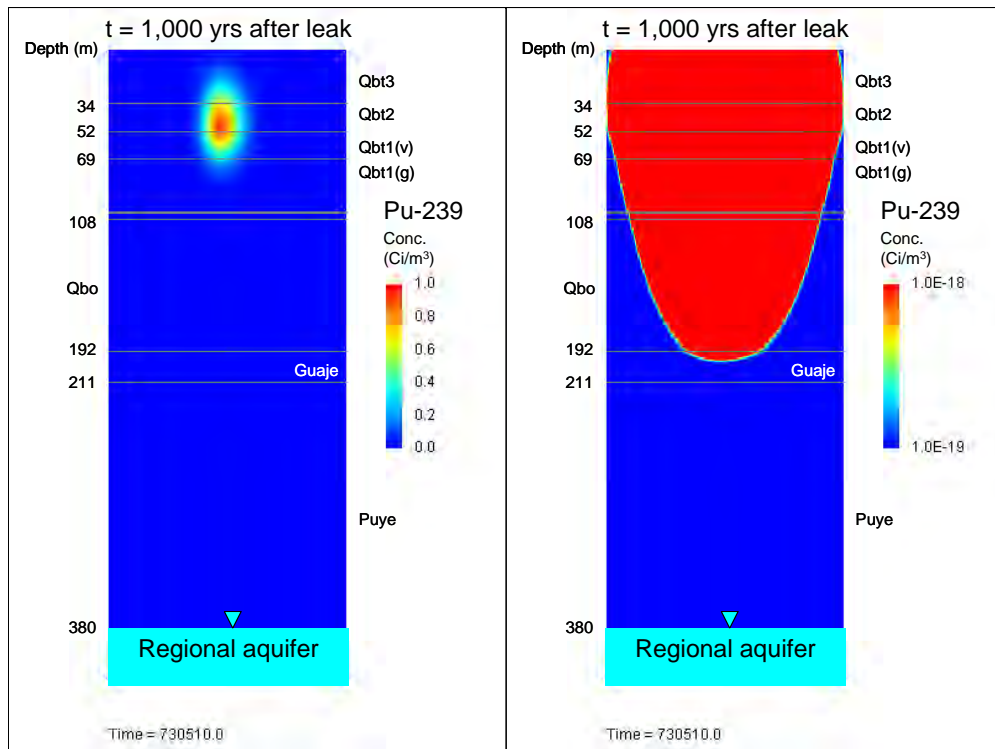 t = 1,000 yrs after leak
Depth (m)
Qbt3
34
Qbt2
52
Qbt1(v)
69
Qbt1(g)
108
Pu-239
Conc.
(Ci/m³)
1.0
0.8
0.6
0.4
0.2
0.0
Qbo
192
Guaje
211
Puye
380
Regional aquifer
Time = 730510.0
t = 1,000 yrs after leak
Depth (m)
Qbt3
34
Qbt2
52
Qbt1(v)
69
Qbt1(g)
108
Pu-239
Conc.
(Ci/m³)
1.0E-18
1.0E-19
Qbo
192
Guaje
211
Puye
380
Regional aquifer
Time = 730510.0